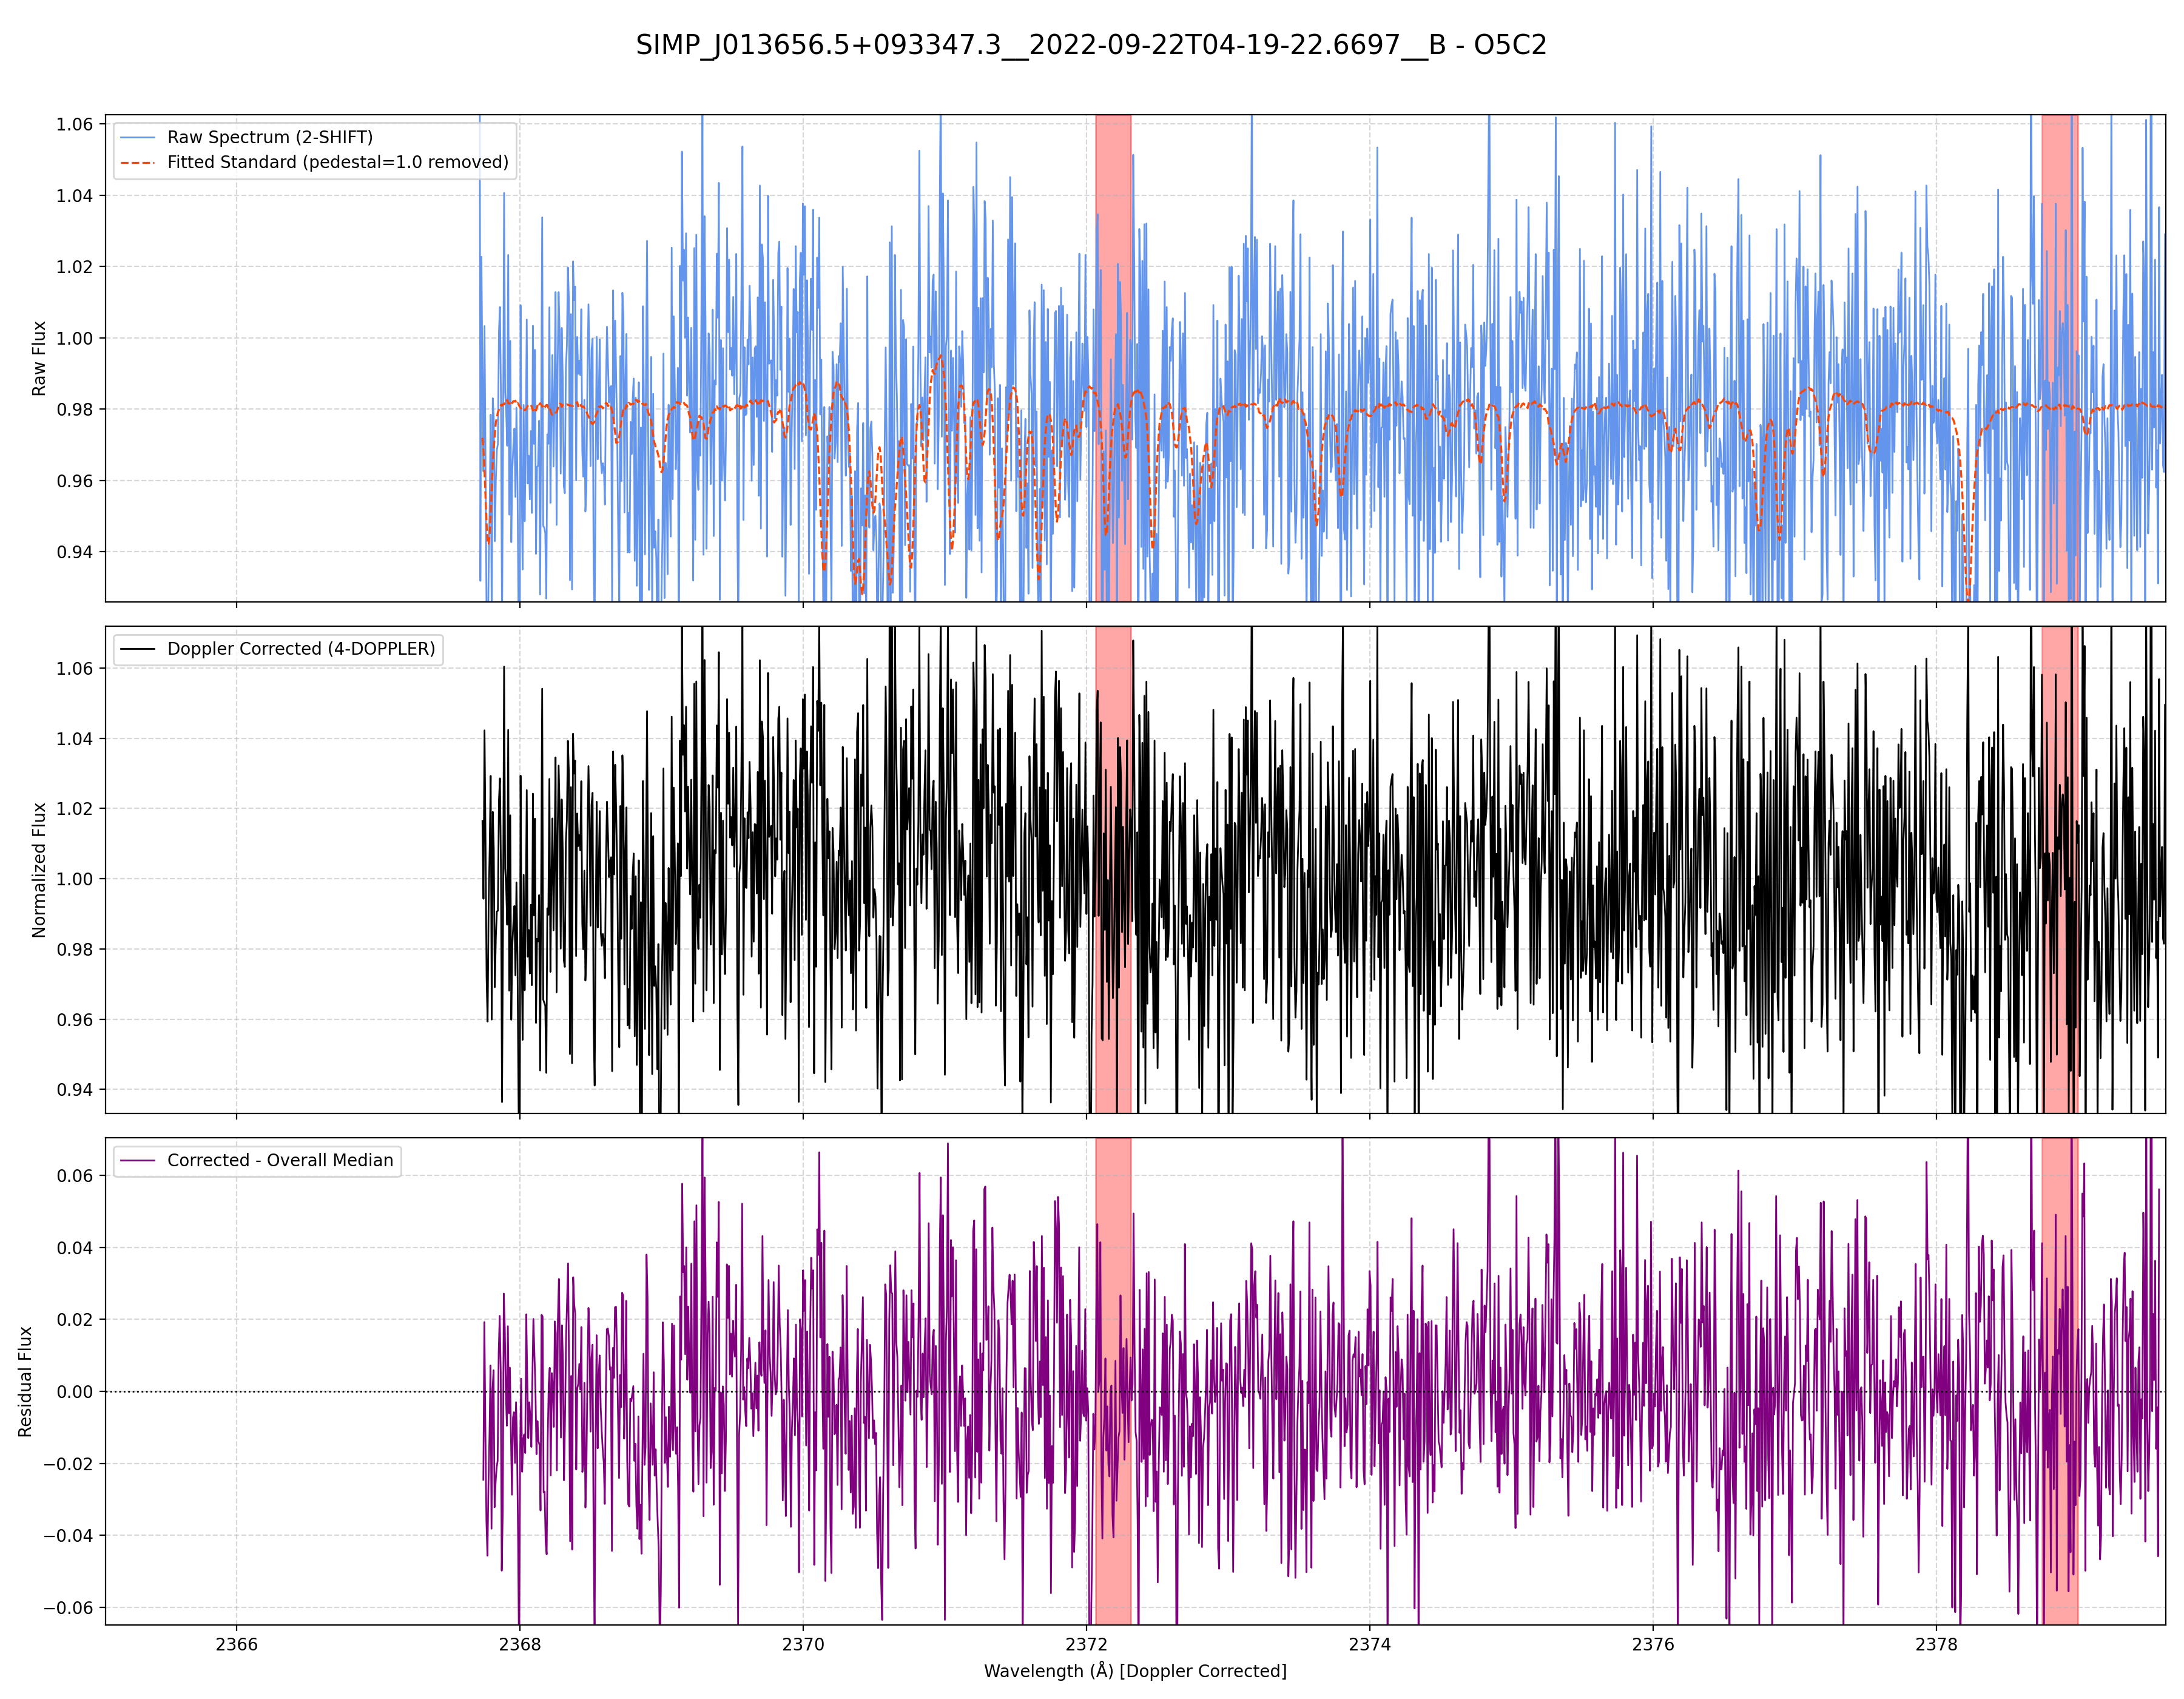 SIMP_J013656.5+093347.3__2022-09-22T04-19-22.6697__B - O5C2
Raw Spectrum (2-SHIFT)
Fitted Standard (pedestal=1.0 removed)
Raw Flux
1.06
1.04
1.02
1.00
0.98
0.96
0.94
Doppler Corrected (4-DOPPLER)
Normalized Flux
1.06
1.04
1.02
1.00
0.98
0.96
0.94
Corrected - Overall Median
Residual Flux
0.06
0.04
0.02
0.00
−0.02
−0.04
−0.06
2366 2368 2370 2372 2374 2376 2378
Wavelength (Å) [Doppler Corrected]